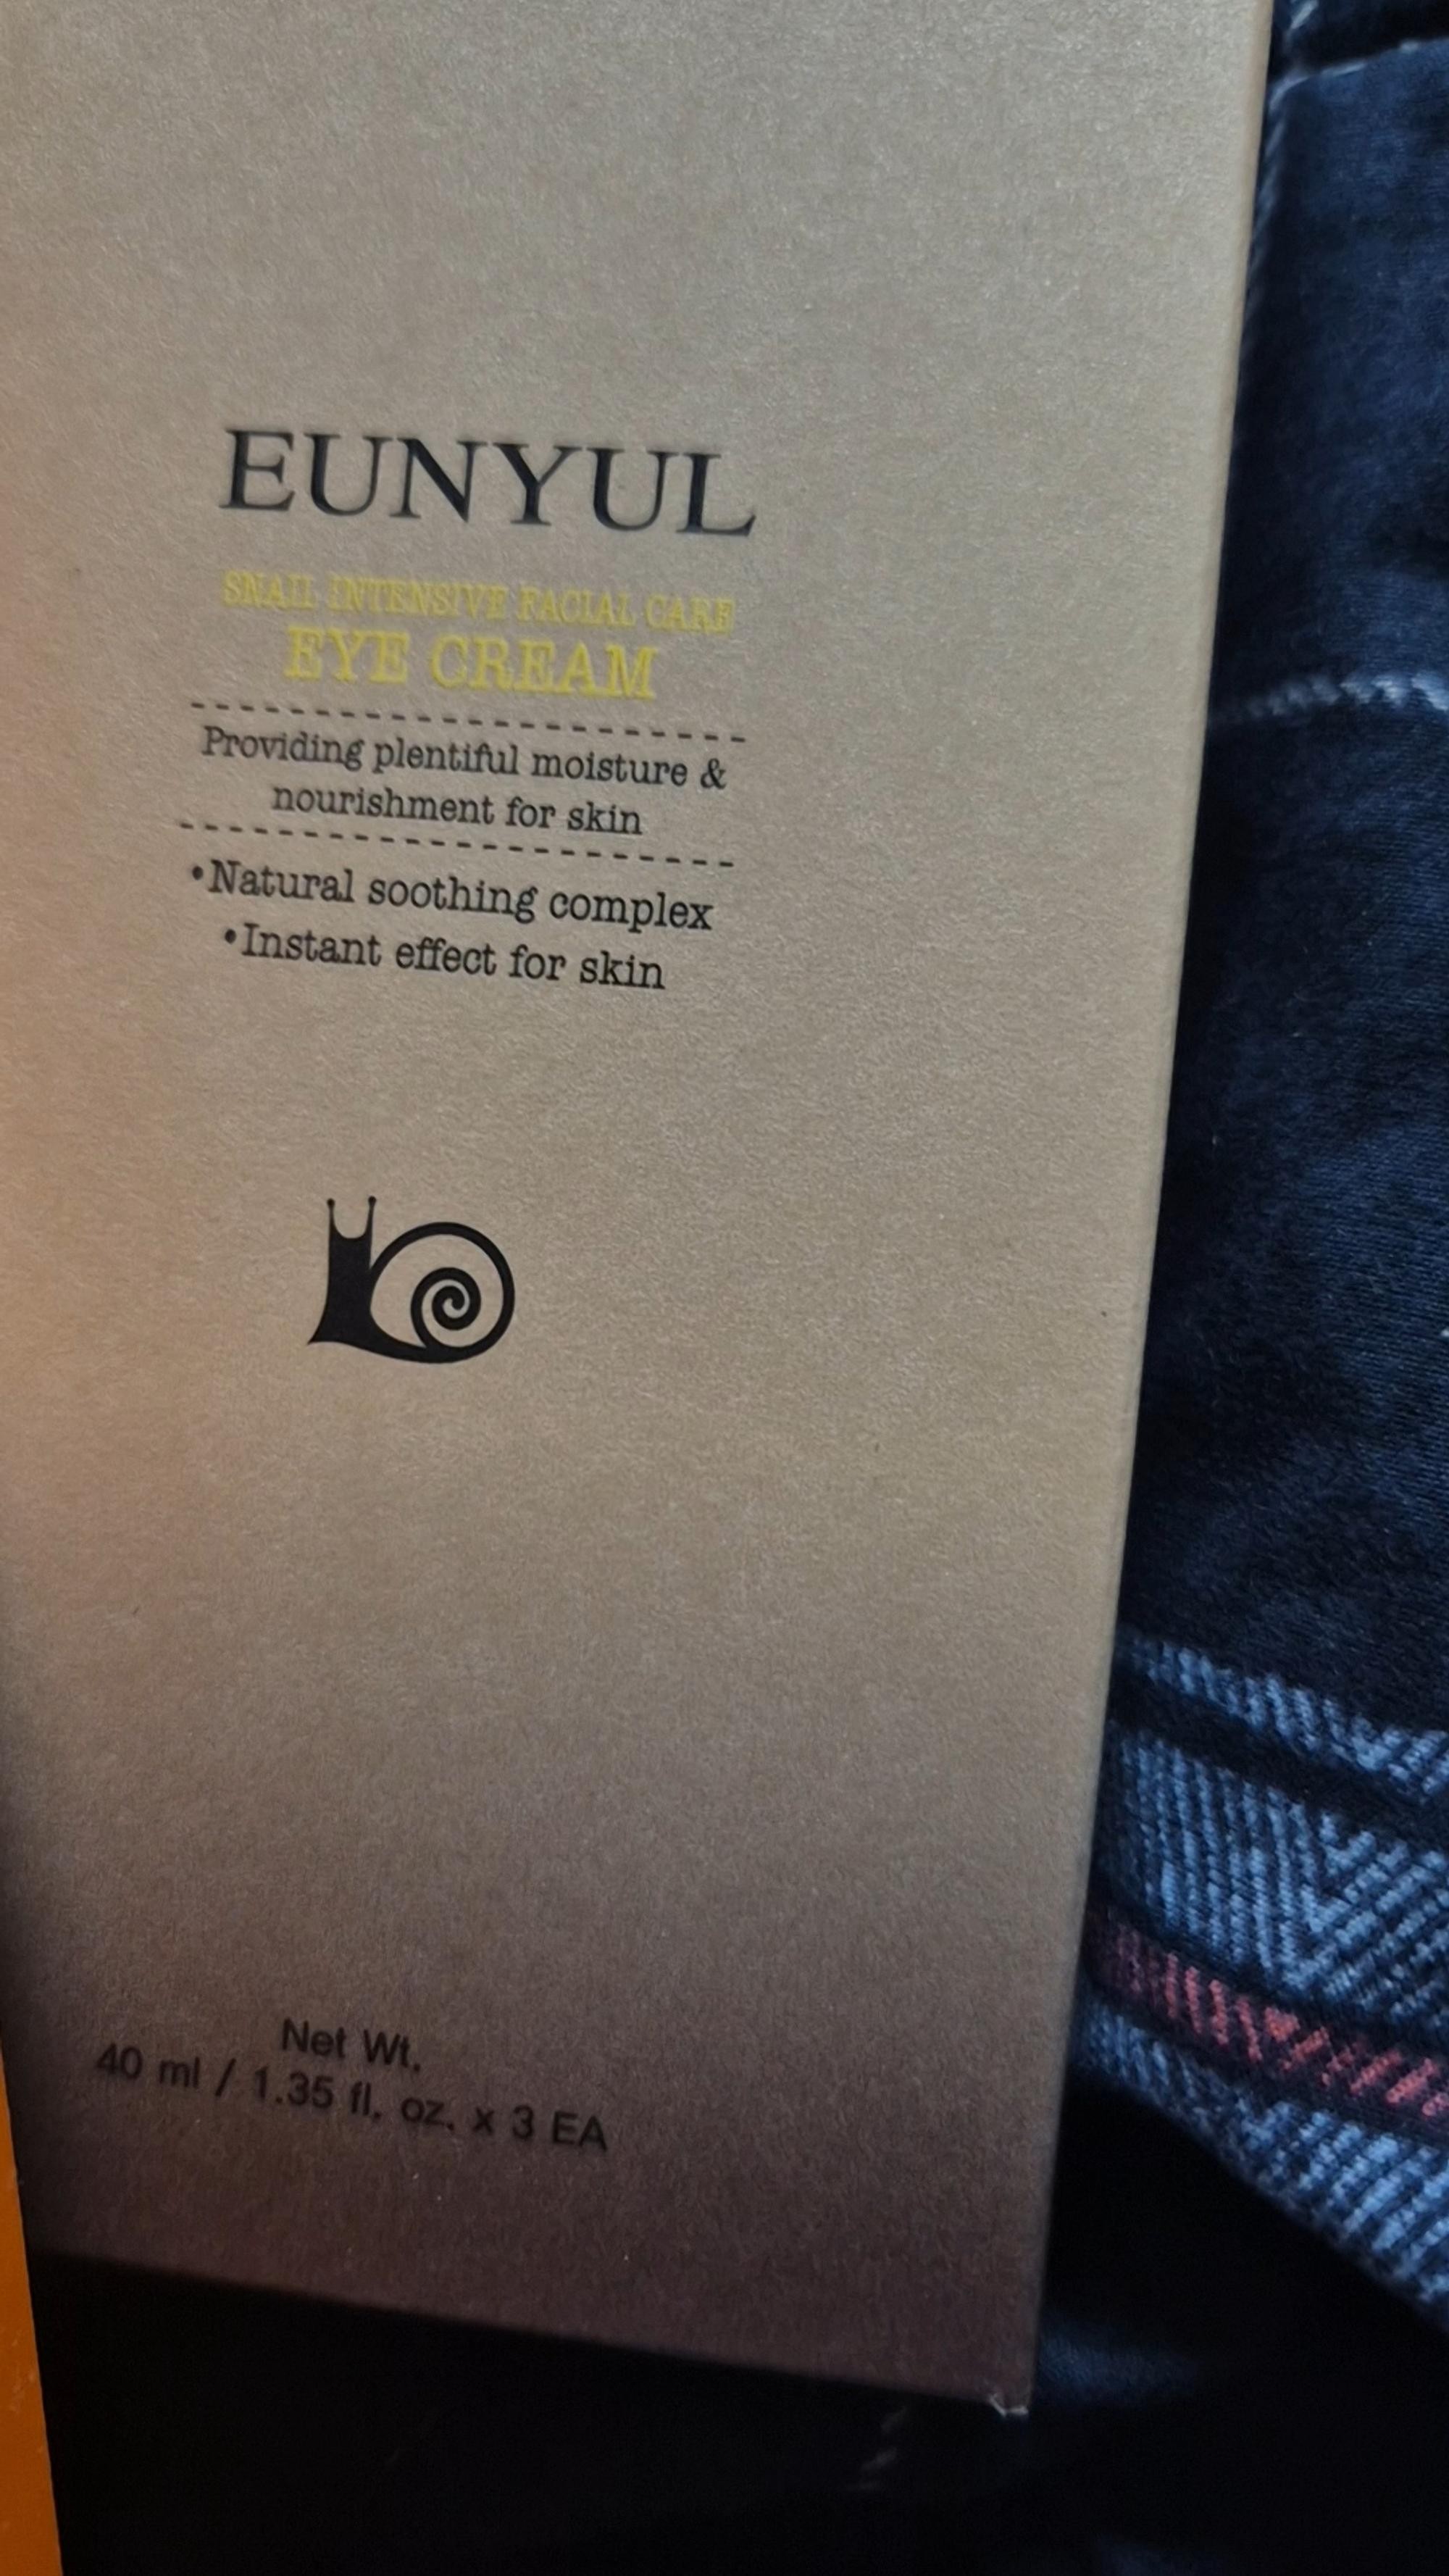 EUNYUL
SNAIL INTENSIVE FACIAL CARE
EYE CREAM
Providing plentiful moisture &
nourishment for skin
•Natural soothing complex
•Instant effect for skin
Net Wt.
40 ml / 1.35 fl. oz. x 3 EA